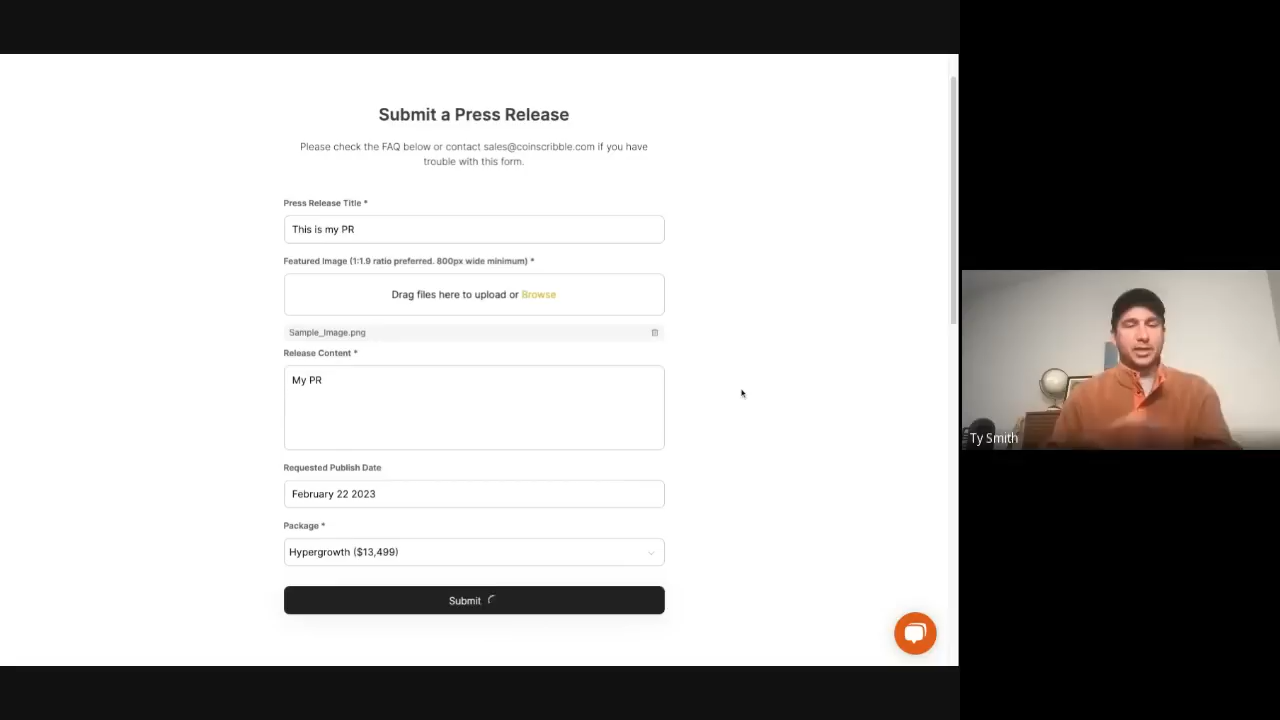 Submit a Press Release
Please check the FAQ below or contact sales@coinscribble.com if you have
trouble with this form.
Press Release Title *
This is my PR
Featured Image (1:1.9 ratio preferred. 800px wide minimum) *
Drag files here to upload or Browse
Sample_Image.png
Release Content *
My PR
Requested Publish Date
February 22 2023
Package *
Hypergrowth ($13,499)
Submit
Ty Smith